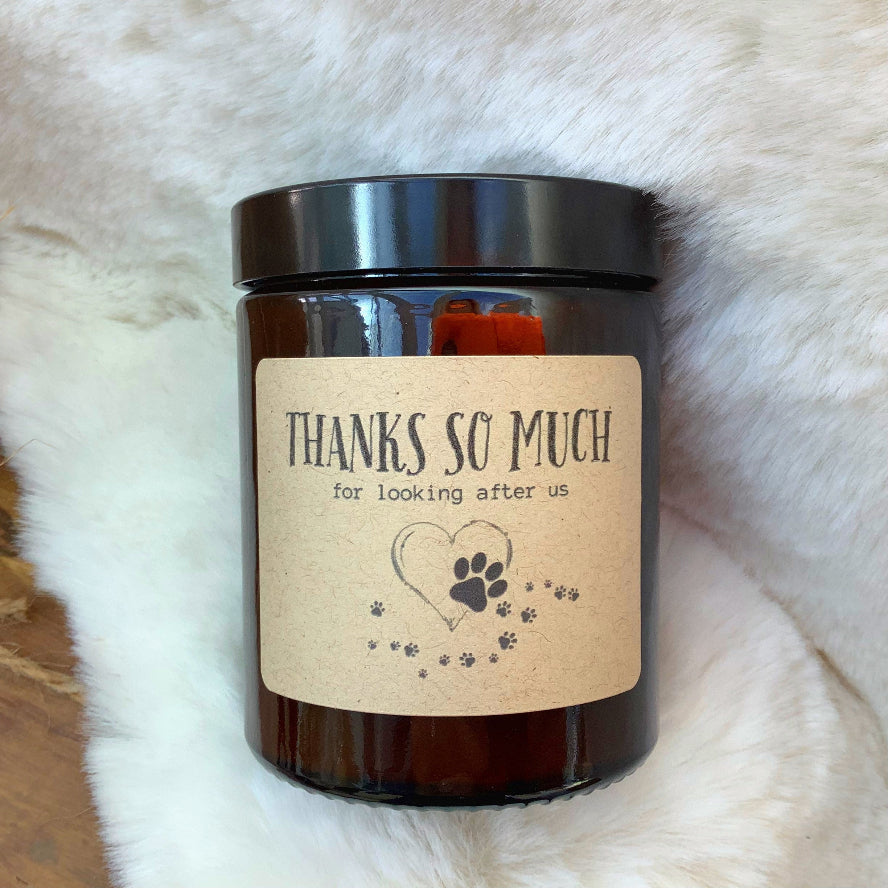 THANKS SO MUCH
for looking after us